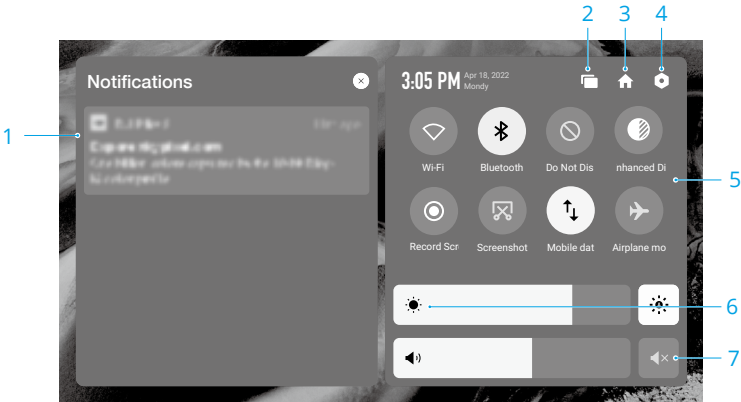 2
3
4
Notifications
3:05 PM
Apr 18, 2022
Mondy
1
Wi-Fi
Bluetooth
Do Not Dis
nhanced Di
5
Record Scr
Screenshot
Mobile dat
Airplane mo
6
7